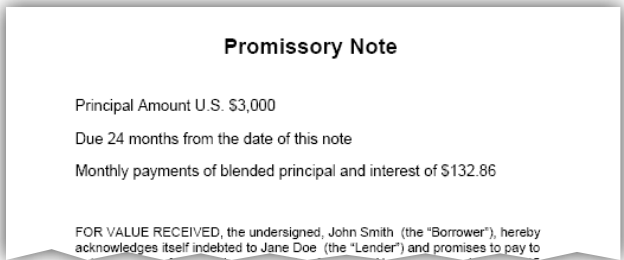 Promissory Note
Principal Amount U.S. $3,000
Due 24 months from the date of this note
Monthly payments of blended principal and interest of $132.86
FOR VALUE RECEIVED, the undersigned, John Smith (the “Borrower”), hereby
acknowledges itself indebted to Jane Doe (the “Lender”) and promises to pay to